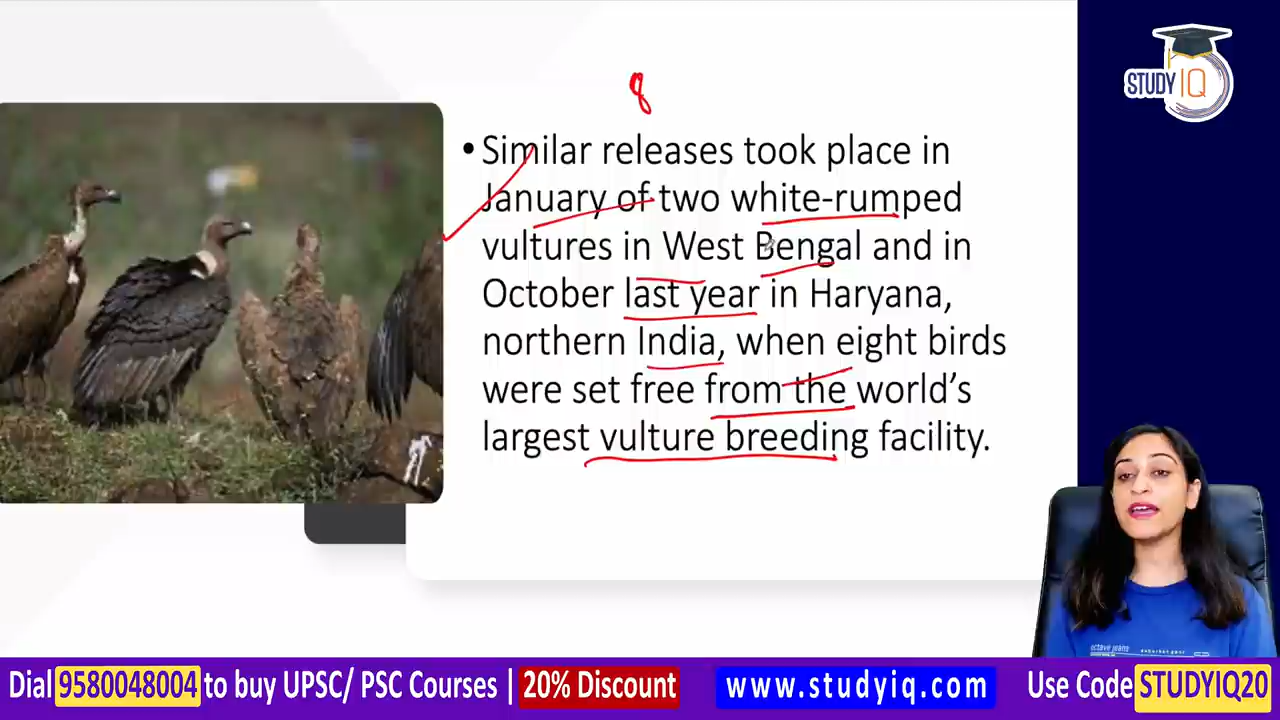 STUDY IQ
8
• Similar releases took place in
January of two white-rumped
vultures in West Bengal and in
October last year in Haryana,
northern India, when eight birds
were set free from the world’s
largest vulture breeding facility.
Dial 9580048004 to buy UPSC/ PSC Courses | 20% Discount www.studyiq.com Use Code STUDYIQ20